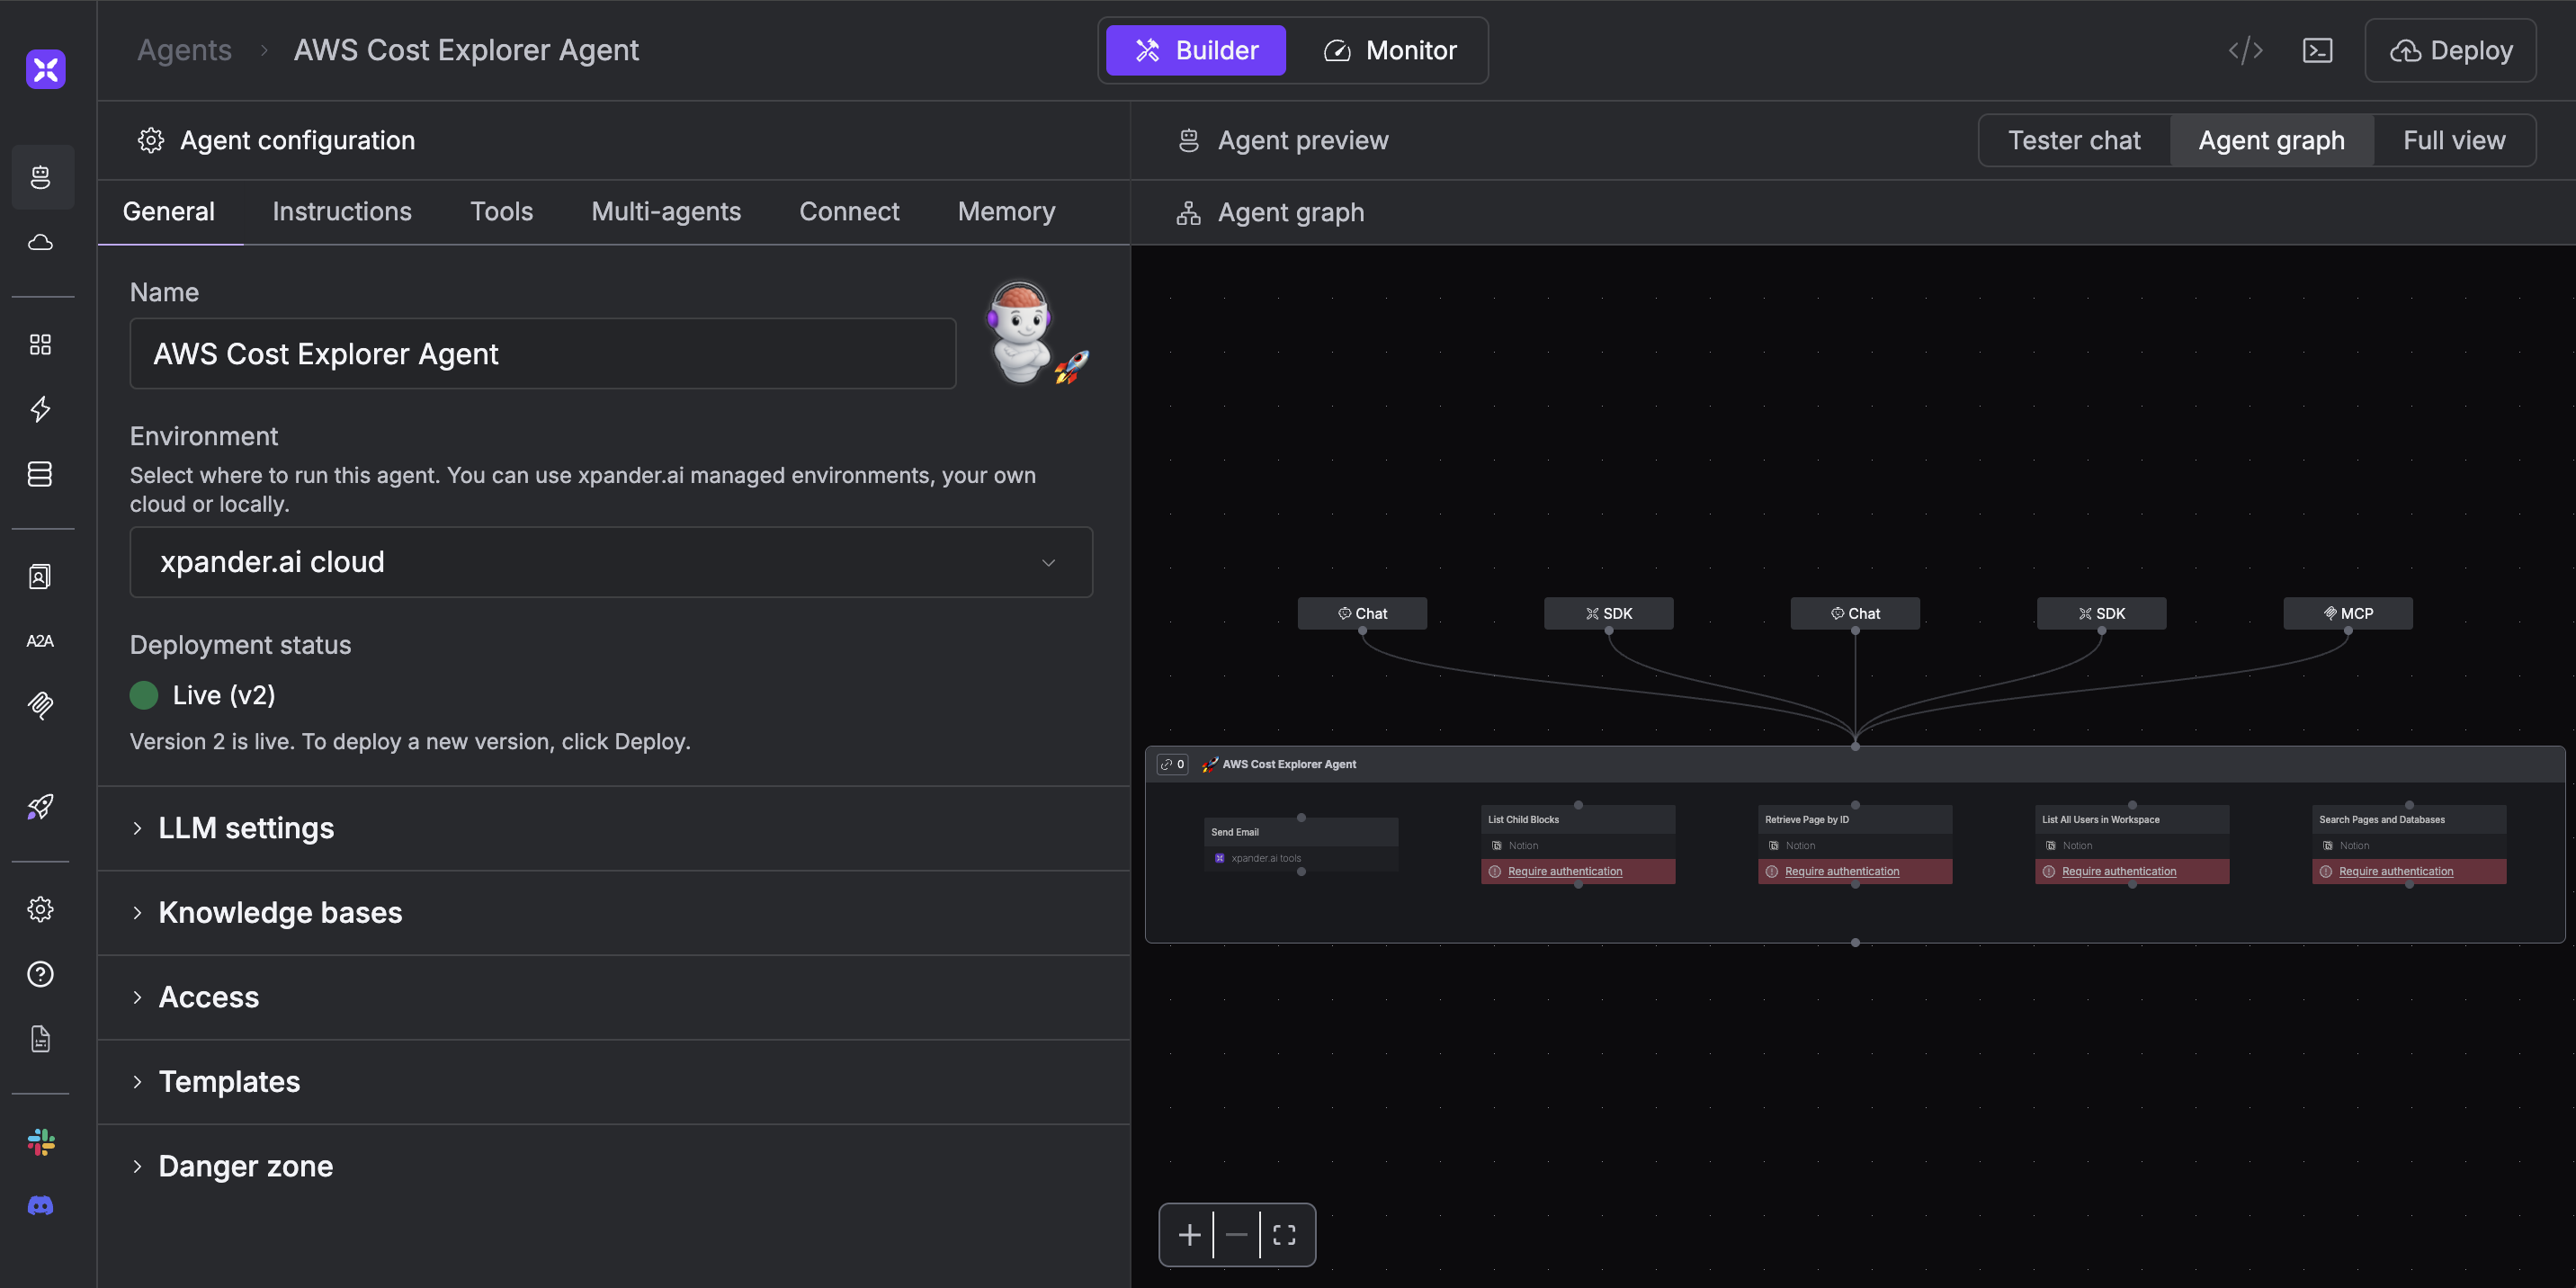 Agents > AWS Cost Explorer Agent
Builder
Monitor
Deploy
Agent configuration
Agent preview
Tester chat
Agent graph
Full view
General
Instructions
Tools
Multi-agents
Connect
Memory
Agent graph
Name
AWS Cost Explorer Agent
Environment
Select where to run this agent. You can use xpander.ai managed environments, your own
cloud or locally.
xpander.ai cloud
Deployment status
Live (v2)
Version 2 is live. To deploy a new version, click Deploy.
LLM settings
Knowledge bases
Access
Templates
Danger zone
A2A
Chat
SDK
Chat
SDK
MCP
0
AWS Cost Explorer Agent
Send Email
xpander.ai tools
List Child Blocks
Notion
Require authentication
Retrieve Page by ID
Notion
Require authentication
List All Users in Workspace
Notion
Require authentication
Search Pages and Databases
Notion
Require authentication